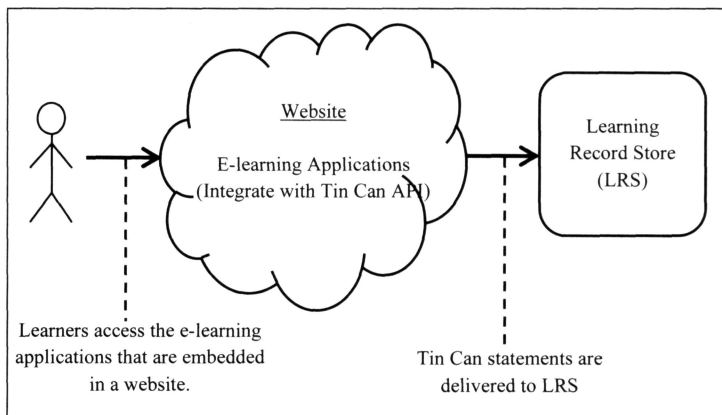 Website
E-learning Applications
(Integrate with Tin Can API)
Learning
Record Store
(LRS)
Learners access the e-learning
applications that are embedded
in a website.
Tin Can statements are
delivered to LRS